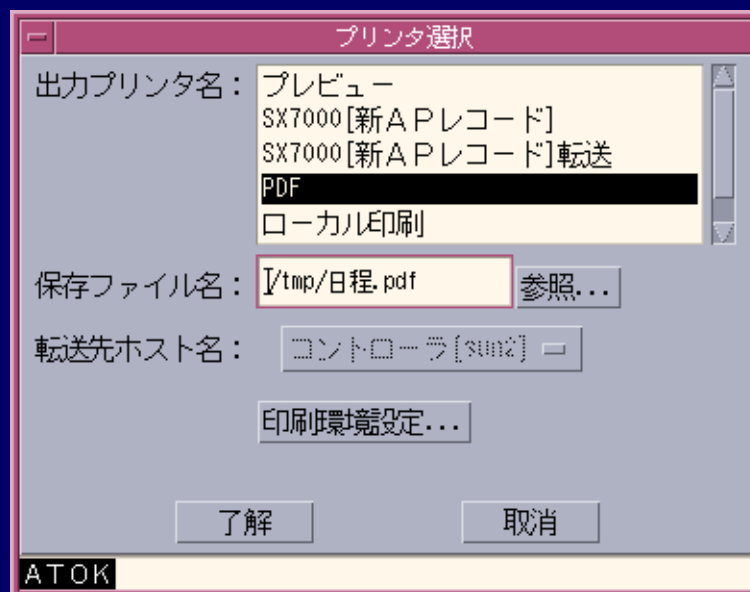 プリンタ選択
出力プリンタ名：
プレビュー
SX7000[新ＡＰレコード]
SX7000[新ＡＰレコード]転送
PDF
ローカル印刷
保存ファイル名： /tmp/日程.pdf 参照...
転送先ホスト名： コントローラ[sun2]
印刷環境設定...
了解 取消
ATOK